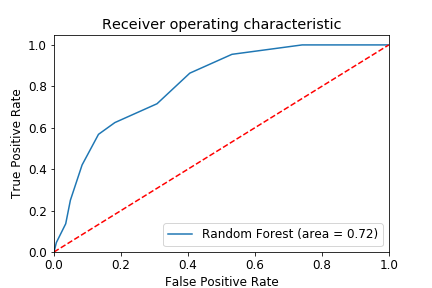 Receiver operating characteristic
1.0
0.8
0.6
0.4
0.2
0.0
True Positive Rate
Random Forest (area = 0.72)
0.0 0.2 0.4 0.6 0.8 1.0
False Positive Rate